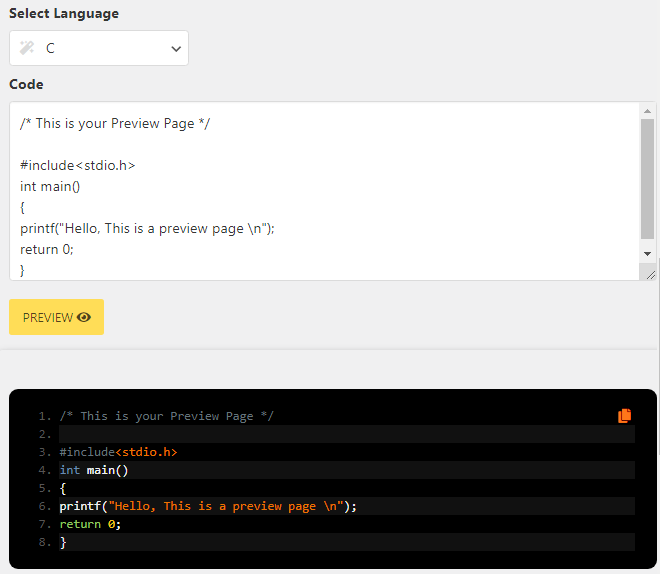 Select Language
C
Code
/* This is your Preview Page */
#include<stdio.h>
int main()
{
printf("Hello, This is a preview page \n");
return 0;
}
PREVIEW
1. /* This is your Preview Page */
2.
3. #include<stdio.h>
4. int main()
5. {
6. printf("Hello, This is a preview page \n");
7. return 0;
8. }